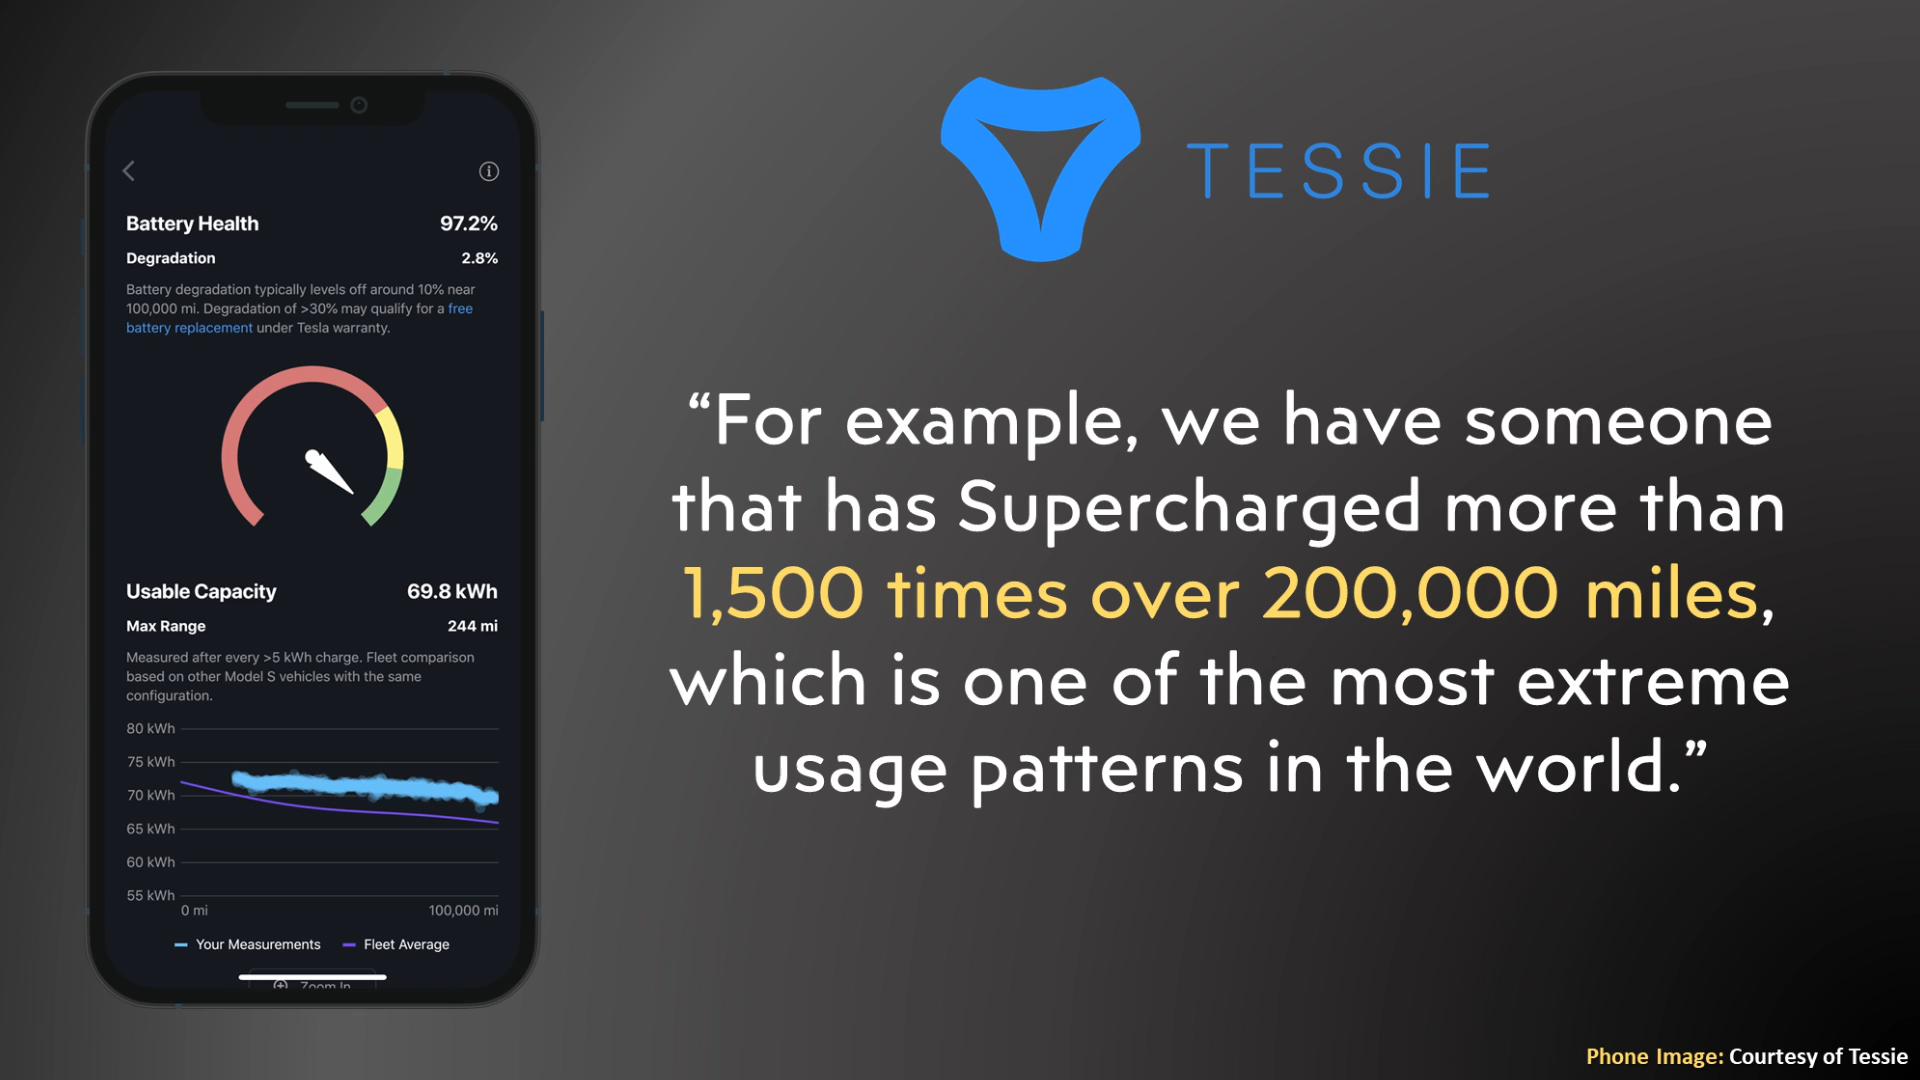 Battery Health 97.2%
Degradation 2.8%
Battery degradation typically levels off around 10% near
100,000 mi. Degradation of >30% may qualify for a free
battery replacement under Tesla warranty.
Usable Capacity 69.8 kWh
Max Range 244 mi
Measured after every >5 kWh charge. Fleet comparison
based on other Model S vehicles with the same
configuration.
80 kWh
75 kWh
70 kWh
65 kWh
60 kWh
55 kWh
0 mi 100,000 mi
Your Measurements Fleet Average
Zoom In
TESSIE
“For example, we have someone
that has Supercharged more than
1,500 times over 200,000 miles,
which is one of the most extreme
usage patterns in the world.”
Phone Image: Courtesy of Tessie